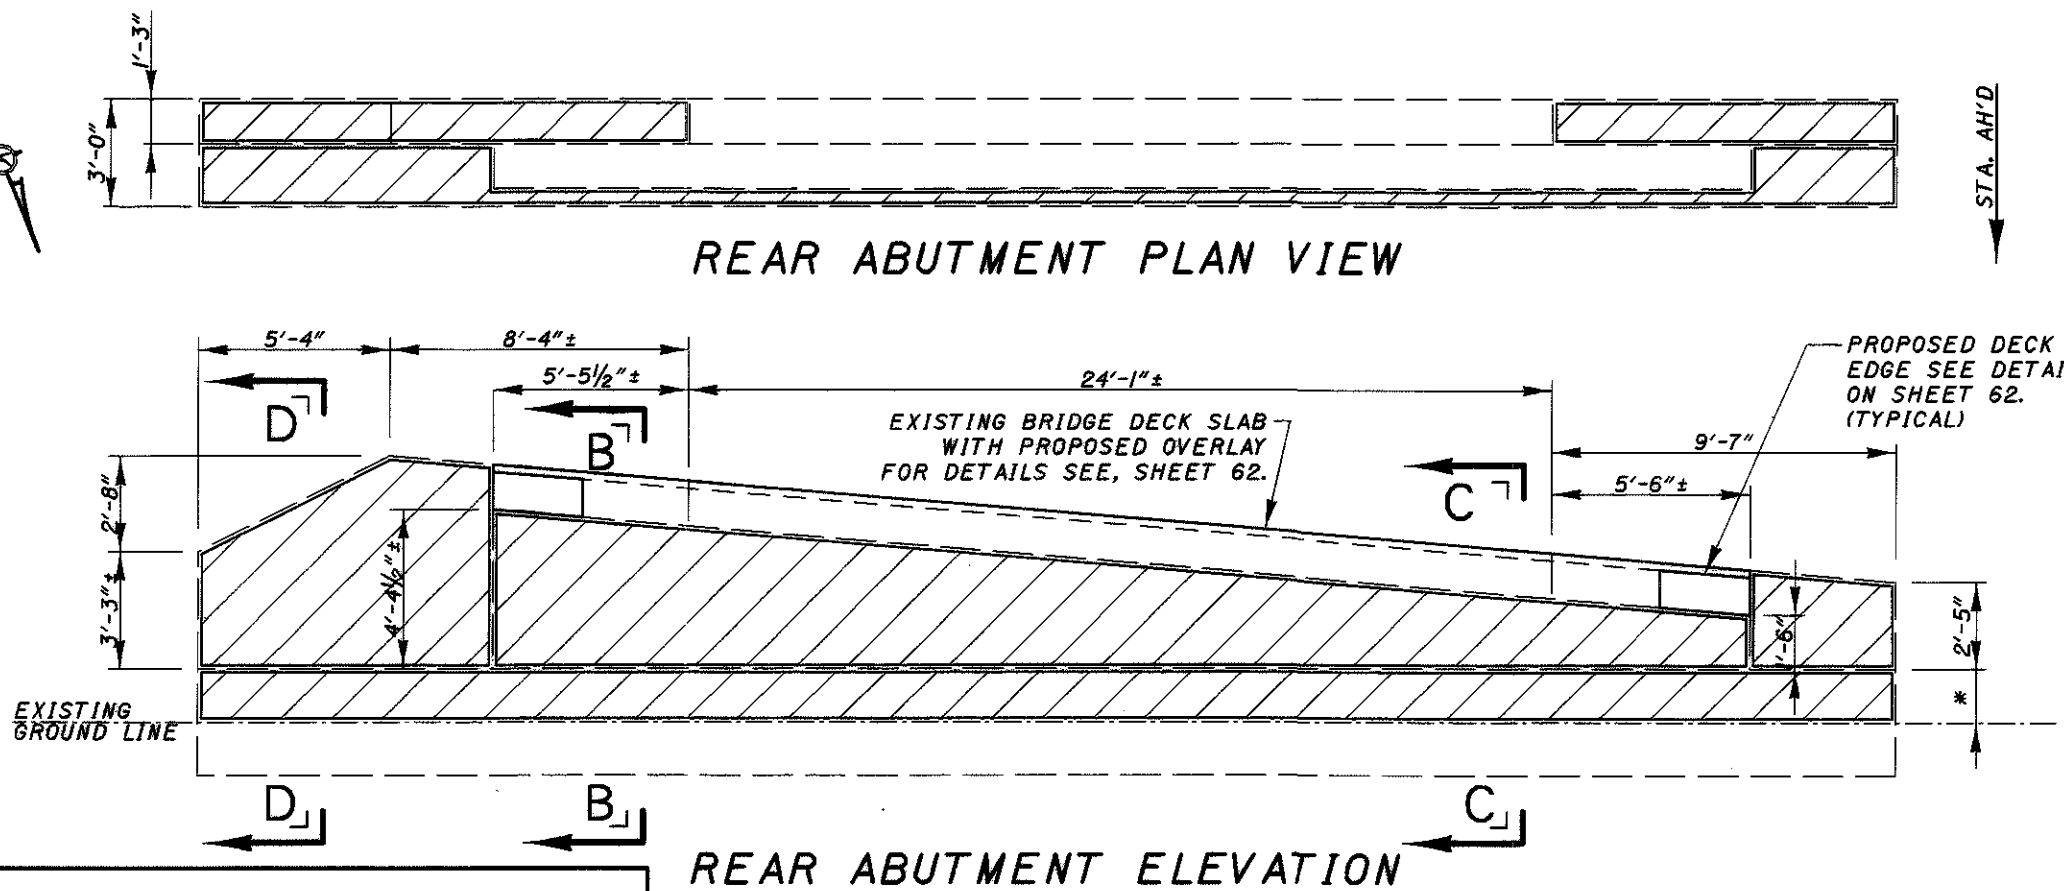 1'-3"
3'-0"
STA. AH'D
REAR ABUTMENT PLAN VIEW
5'-4"
8'-4"±
5'-5½"±
24'-1"±
PROPOSED DECK
EDGE SEE DETAI
ON SHEET 62.
(TYPICAL)
D
B
EXISTING BRIDGE DECK SLAB
WITH PROPOSED OVERLAY
FOR DETAILS SEE, SHEET 62.
9'-7"
C
5'-6"±
2'-8"
3'-3"±
4'-4½"±
'-6"
2'-5"
*
EXISTING
GROUND LINE
D
B
C
REAR ABUTMENT ELEVATION